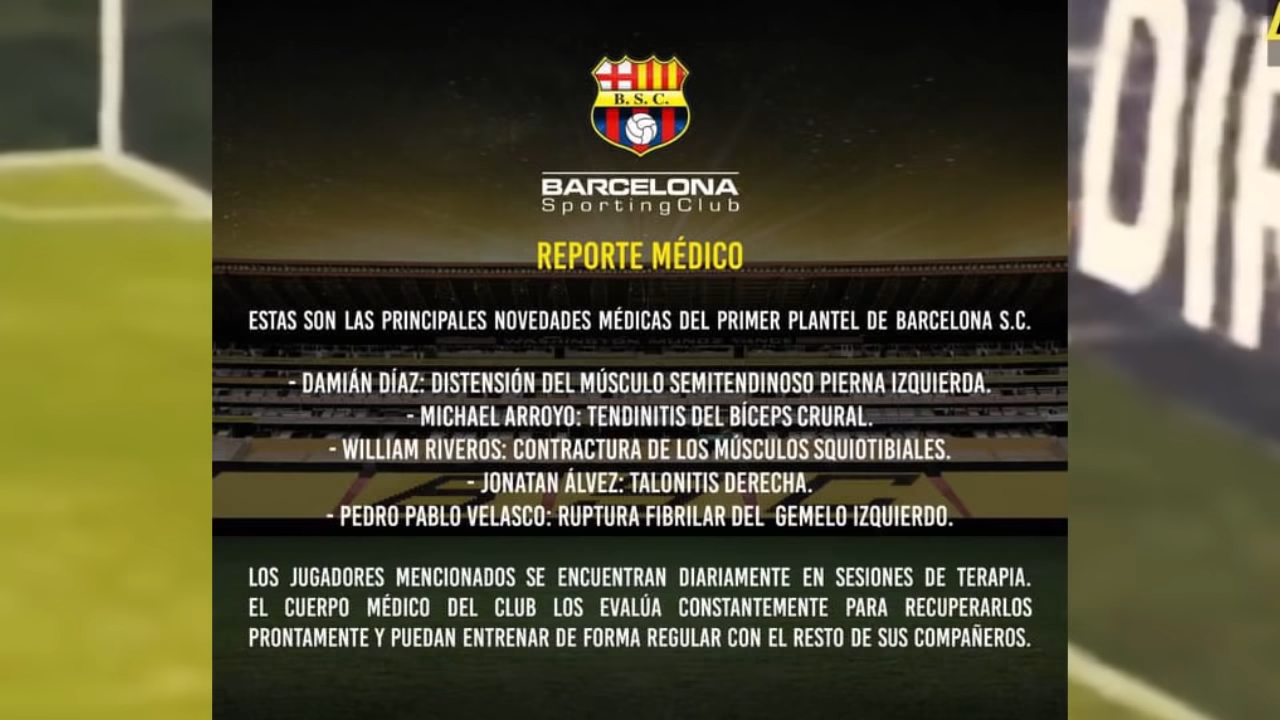 B. S. C.
BARCELONA
SportingClub
REPORTE MÉDICO
ESTAS SON LAS PRINCIPALES NOVEDADES MÉDICAS DEL PRIMER PLANTEL DE BARCELONA S.C.
- DAMIÁN DÍAZ: DISTENSIÓN DEL MÚSCULO SEMITENDINOSO PIERNA IZQUIERDA.
- MICHAEL ARROYO: TENDINITIS DEL BÍCEPS CRURAL.
- WILLIAM RIVEROS: CONTRACTURA DE LOS MÚSCULOS SQUIOTIBIALES.
- JONATAN ÁLVEZ: TALONITIS DERECHA.
- PEDRO PABLO VELASCO: RUPTURA FIBRILAR DEL GEMELO IZQUIERDO.
LOS JUGADORES MENCIONADOS SE ENCUENTRAN DIARIAMENTE EN SESIONES DE TERAPIA.
EL CUERPO MÉDICO DEL CLUB LOS EVALÚA CONSTANTEMENTE PARA RECUPERARLOS
PRONTAMENTE Y PUEDAN ENTRENAR DE FORMA REGULAR CON EL RESTO DE SUS COMPAÑEROS.